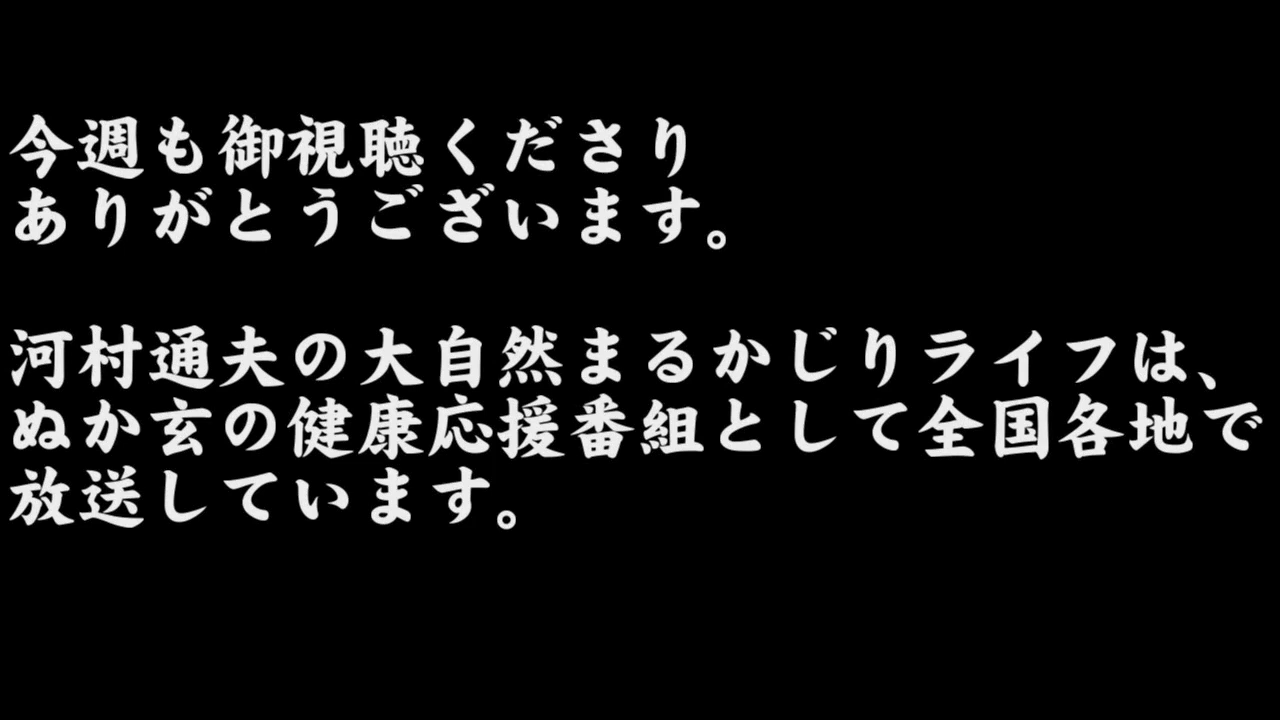 今週も御視聴くださり
ありがとうございます。
河村通夫の大自然まるかじりライフは、
ぬか玄の健康応援番組として全国各地で
放送しています。